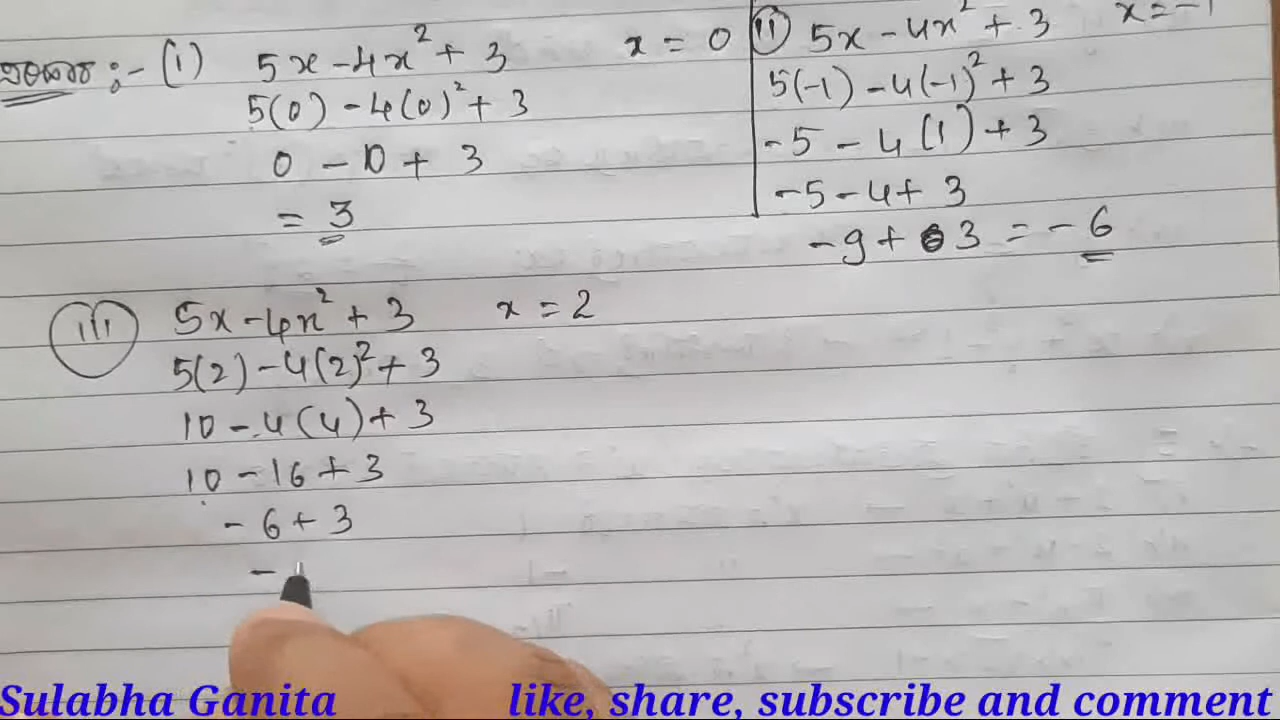 ಪರಿಹಾರ :- (i) 5x - 4x² + 3 x = 0
5(0) - 4(0)² + 3
0 - 0 + 3
= 3
(ii) 5x - 4x² + 3 x = -1
5(-1) - 4(-1)² + 3
-5 - 4(1) + 3
-5 - 4 + 3
-9 + 3 = -6
(iii) 5x - 4x² + 3 x = 2
5(2) - 4(2)² + 3
10 - 4(4) + 3
10 - 16 + 3
-6 + 3
-
Sulabha Ganita like, share, subscribe and comment